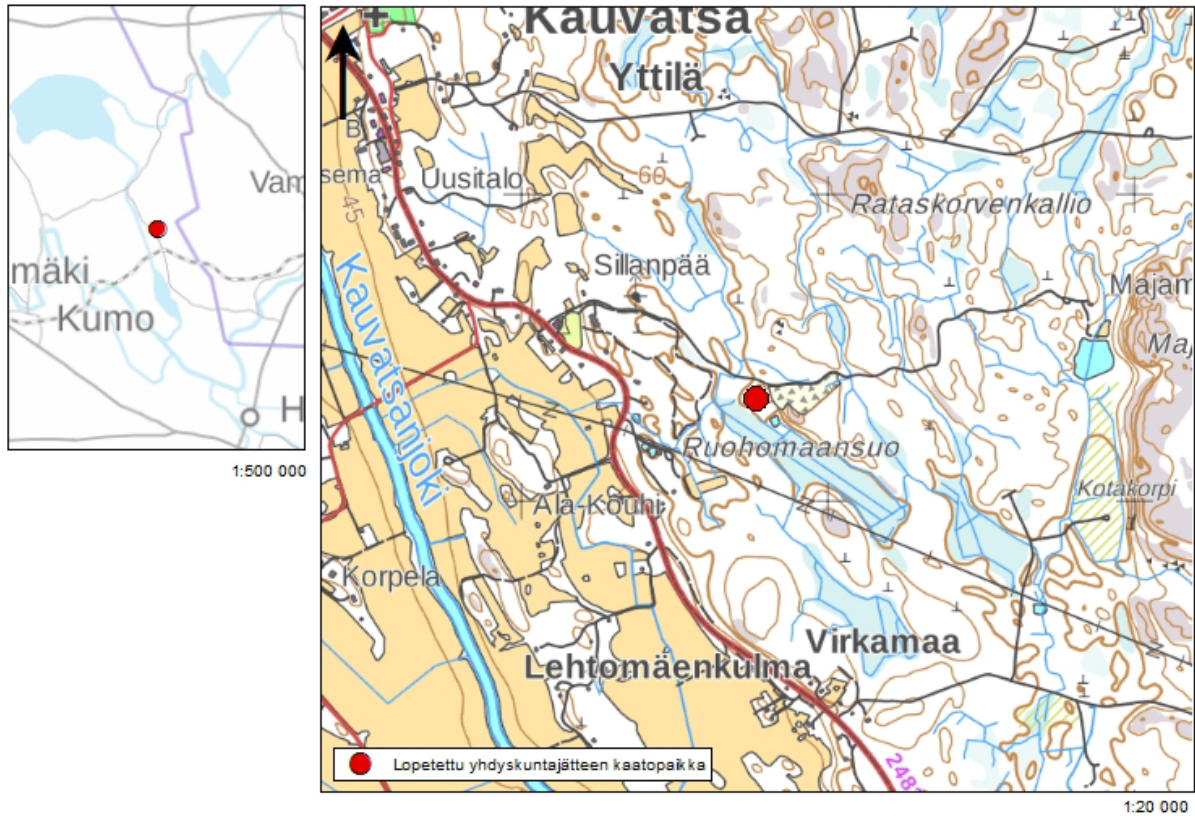 Vam
mäki
Kumo
H
1:500 000
Kauvatsa
Yttilä
B
sema
Uusitalo
60
45
Rataskorvenkallio
Sillanpää
Majam
Maj
Kauvatsanjoki
Ruohomaansuo
Kotakorpi
Ala-Kouhi
Korpela
Virkamaa
Lehtomäenkulma
248
Lopetettu yhdyskuntajätteen kaatopaikka
1:20 000